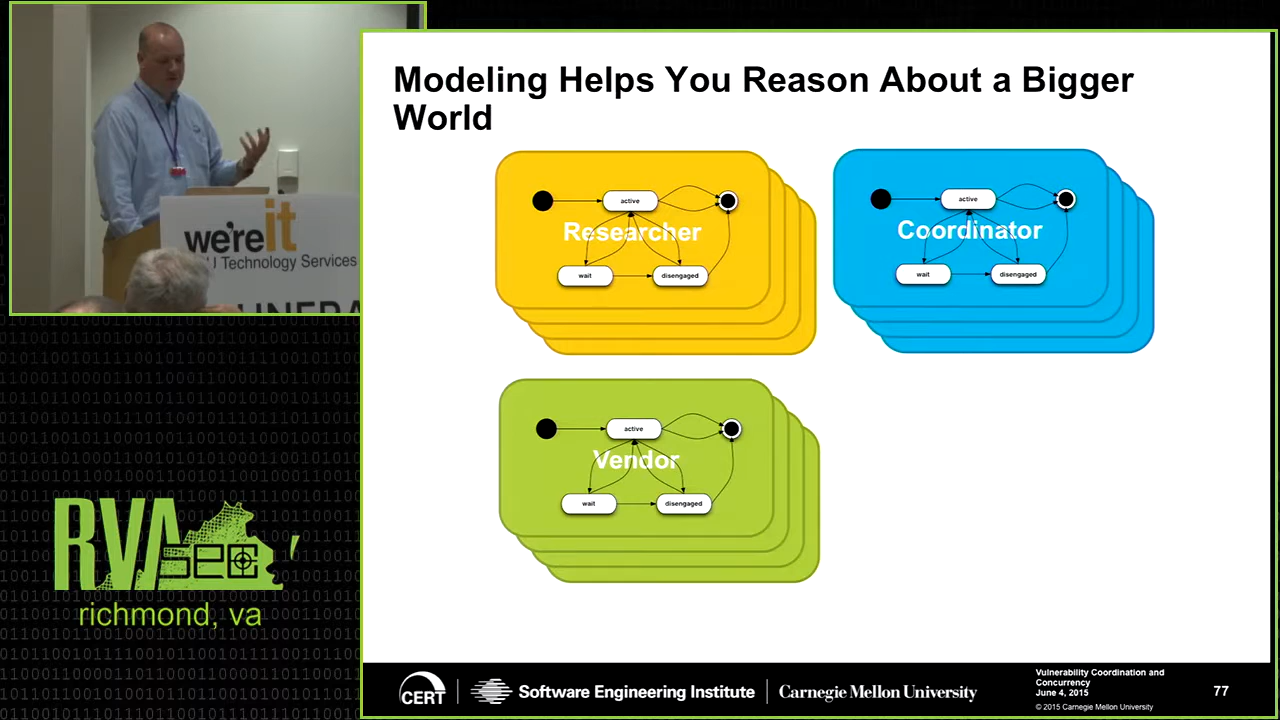 Modeling Helps You Reason About a Bigger
World
active
Researcher
wait
disengaged
active
Coordinator
wait
disengaged
active
Vendor
wait
disengaged
we're it
U Technology Services
RVA
sec
richmond, va
CERT
Software Engineering Institute
Carnegie Mellon University
Vulnerability Coordination and
Concurrency
June 4, 2015
© 2015 Carnegie Mellon University
77